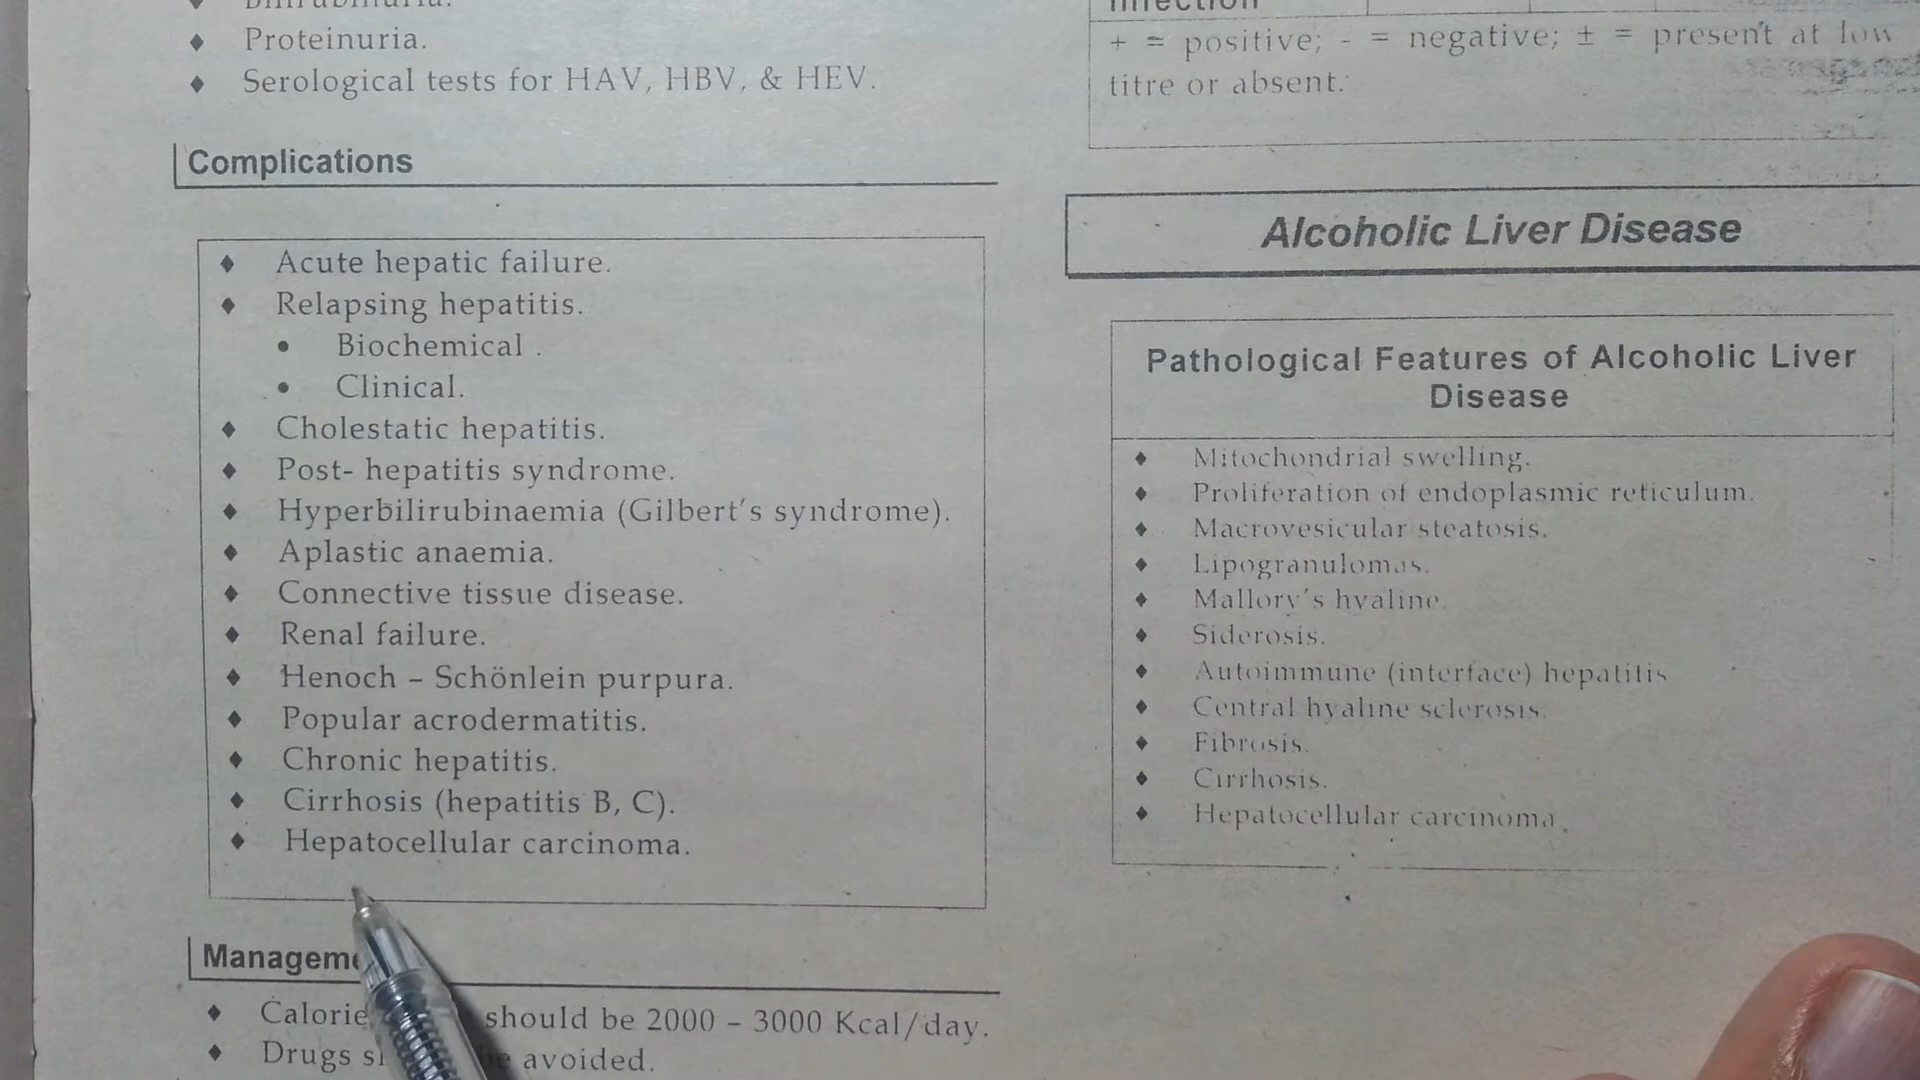 Bilirubinuria.
♦ Proteinuria.
♦ Serological tests for HAV, HBV, & HEV.
Complications
♦ Acute hepatic failure.
♦ Relapsing hepatitis.
• Biochemical .
• Clinical.
♦ Cholestatic hepatitis.
♦ Post- hepatitis syndrome.
♦ Hyperbilirubinaemia (Gilbert's syndrome).
♦ Aplastic anaemia.
♦ Connective tissue disease.
♦ Renal failure.
♦ Henoch – Schönlein purpura.
♦ Popular acrodermatitis.
♦ Chronic hepatitis.
♦ Cirrhosis (hepatitis B, C).
♦ Hepatocellular carcinoma.
♦ should be 2000 – 3000 Kcal/day.
♦ Drugs avoided.
Infection
+ = positive; - = negative; ± = present at low
titre or absent.
Alcoholic Liver Disease
Pathological Features of Alcoholic Liver
Disease
♦ Mitochondrial swelling.
♦ Proliferation of endoplasmic reticulum.
♦ Macrovesicular steatosis.
♦ Lipogranulomas.
♦ Mallory's hyaline.
♦ Siderosis.
♦ Autoimmune (interface) hepatitis
♦ Central hyaline sclerosis.
♦ Fibrosis.
♦ Cirrhosis.
♦ Hepatocellular carcinoma.